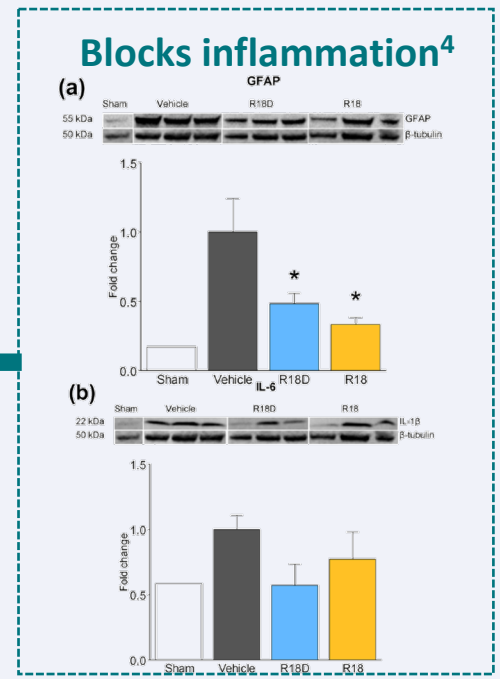 Blocks inflammation⁴
(a)
GFAP
Sham Vehicle R18D R18
55 kDa GFAP
50 kDa β-tubulin
1.5
1.0
0.5
0.0
Fold change
*
*
Sham Vehicle R18D R18
IL-6
(b)
Sham Vehicle R18D R18
22 kDa IL-1β
50 kDa β-tubulin
1.5
1.0
0.5
0.0
Fold change
Sham Vehicle R18D R18